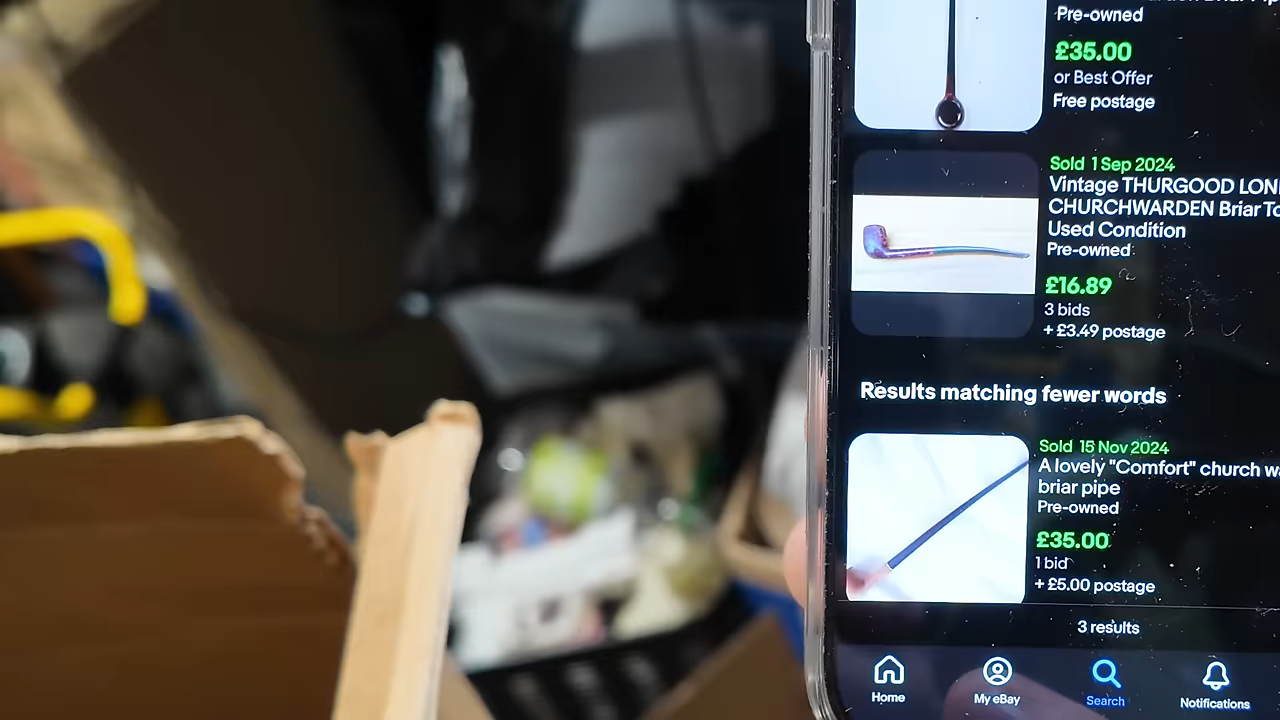 Pre-owned
£35.00
or Best Offer
Free postage
Sold 1 Sep 2024
Vintage THURGOOD LON
CHURCHWARDEN Briar To
Used Condition
Pre-owned
£16.89
3 bids
+ £3.49 postage
Results matching fewer words
Sold 15 Nov 2024
A lovely "Comfort" church wa
briar pipe
Pre-owned
£35.00
1 bid
+ £5.00 postage
3 results
Home
My eBay
Search
Notifications